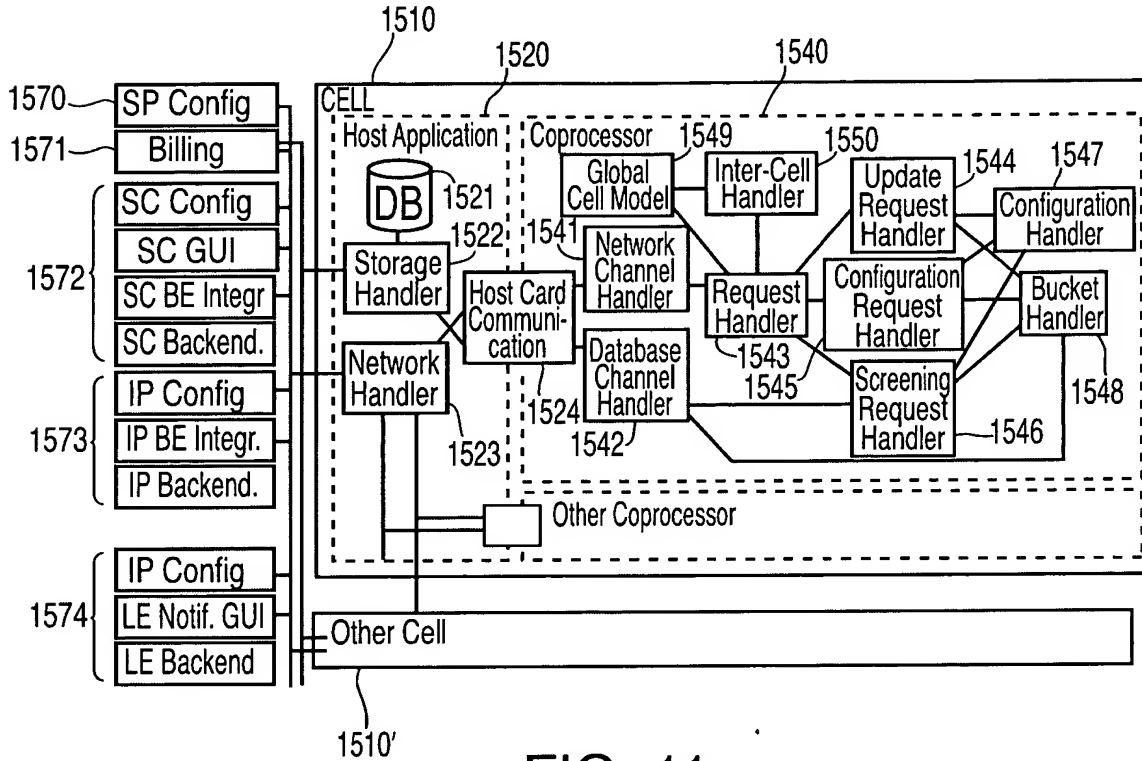 1510
1520
1540
1570
SP Config
1571
Billing
1572
SC Config
SC GUI
SC BE Integr
SC Backend.
1573
IP Config
IP BE Integr.
IP Backend.
1574
IP Config
LE Notif. GUI
LE Backend
CELL
Host Application
DB
1521
1522
Storage
Handler
Network
Handler
1523
Host Card
Communi-
cation
1524
Coprocessor
1549
Global
Cell Model
1550
Inter-Cell
Handler
1541
Network
Channel
Handler
Database
Channel
Handler
1542
Request
Handler
1543
1544
Update
Request
Handler
1545
Configuration
Request
Handler
Screening
Request
Handler
1546
1547
Configuration
Handler
Bucket
Handler
1548
Other Coprocessor
Other Cell
1510'